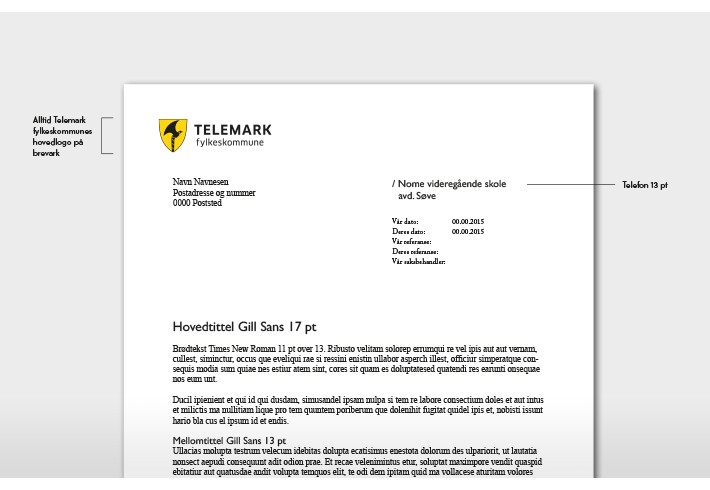 Alltid Telemark
fylkeskommunes
hovedlogo på
brevark
TELEMARK
fylkeskommune
Navn Navnesen
Postadresse og nummer
0000 Poststed
/ Nome videregående skole
avd. Søve
Telefon 13 pt
Vår dato: 00.00.2015
Deres dato: 00.00.2015
Vår referanse:
Deres referanse:
Vår saksbehandler:
Hovedtittel Gill Sans 17 pt
Brødtekst Times New Roman 11 pt over 13. Ribusto velitam solorep errumqui re vel ipis aut aut vernam,
cullest, siminctur, occus que eveliqui rae si ressini enistin ullabor asperch illest, officiur simperatque con-
sequis modia sum quiae nes estiur atem sint, cores sit quam es doluptatesed quatendi res earunti onsequae
nos eum unt.
Ducil ipienient et qui id qui dusdam, simusandel ipsam nulpa si tem re labore consectium doles et aut intus
et milictis ma nullitiam lique pro tem quuntem poriberum que dolenihit fugitat quidel ipis et, nobisti issunt
hario bla cus el ipsum id et endis.
Mellomtittel Gill Sans 13 pt
Ullacias molupta testrum velecum idebitas dolupta ecatisimus enestota dolorum des ulpariorit, ut lautatia
nonsect aepudi consequunt adit odion prae. Et recae velenimintus etur, soluptat maximpore vendit quaspid
ebitatiur aut quatusdae andit volupta temquos elit, te odi dem ipitam quid ma vollacese aturitam volores